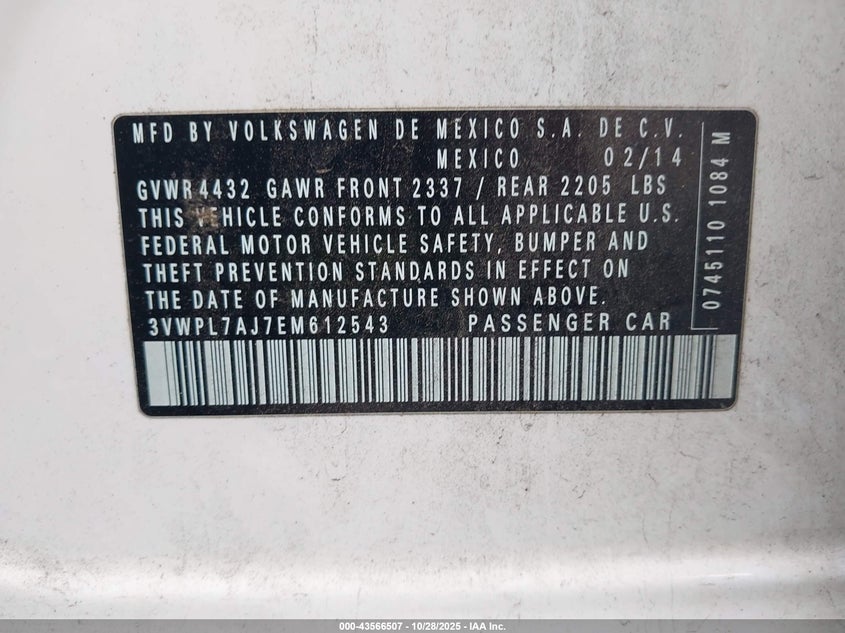 MFD BY VOLKSWAGEN DE MEXICO S.A. DE C.V.
MEXICO 02/14
GVWR 4432 GAWR FRONT 2337 / REAR 2205 LBS
THIS VEHICLE CONFORMS TO ALL APPLICABLE U.S.
FEDERAL MOTOR VEHICLE SAFETY, BUMPER AND
THEFT PREVENTION STANDARDS IN EFFECT ON
THE DATE OF MANUFACTURE SHOWN ABOVE.
3VWPL7AJ7EM612543 PASSENGER CAR
0745110 1084 M
000-43566507 - 10/28/2025 - IAA Inc.